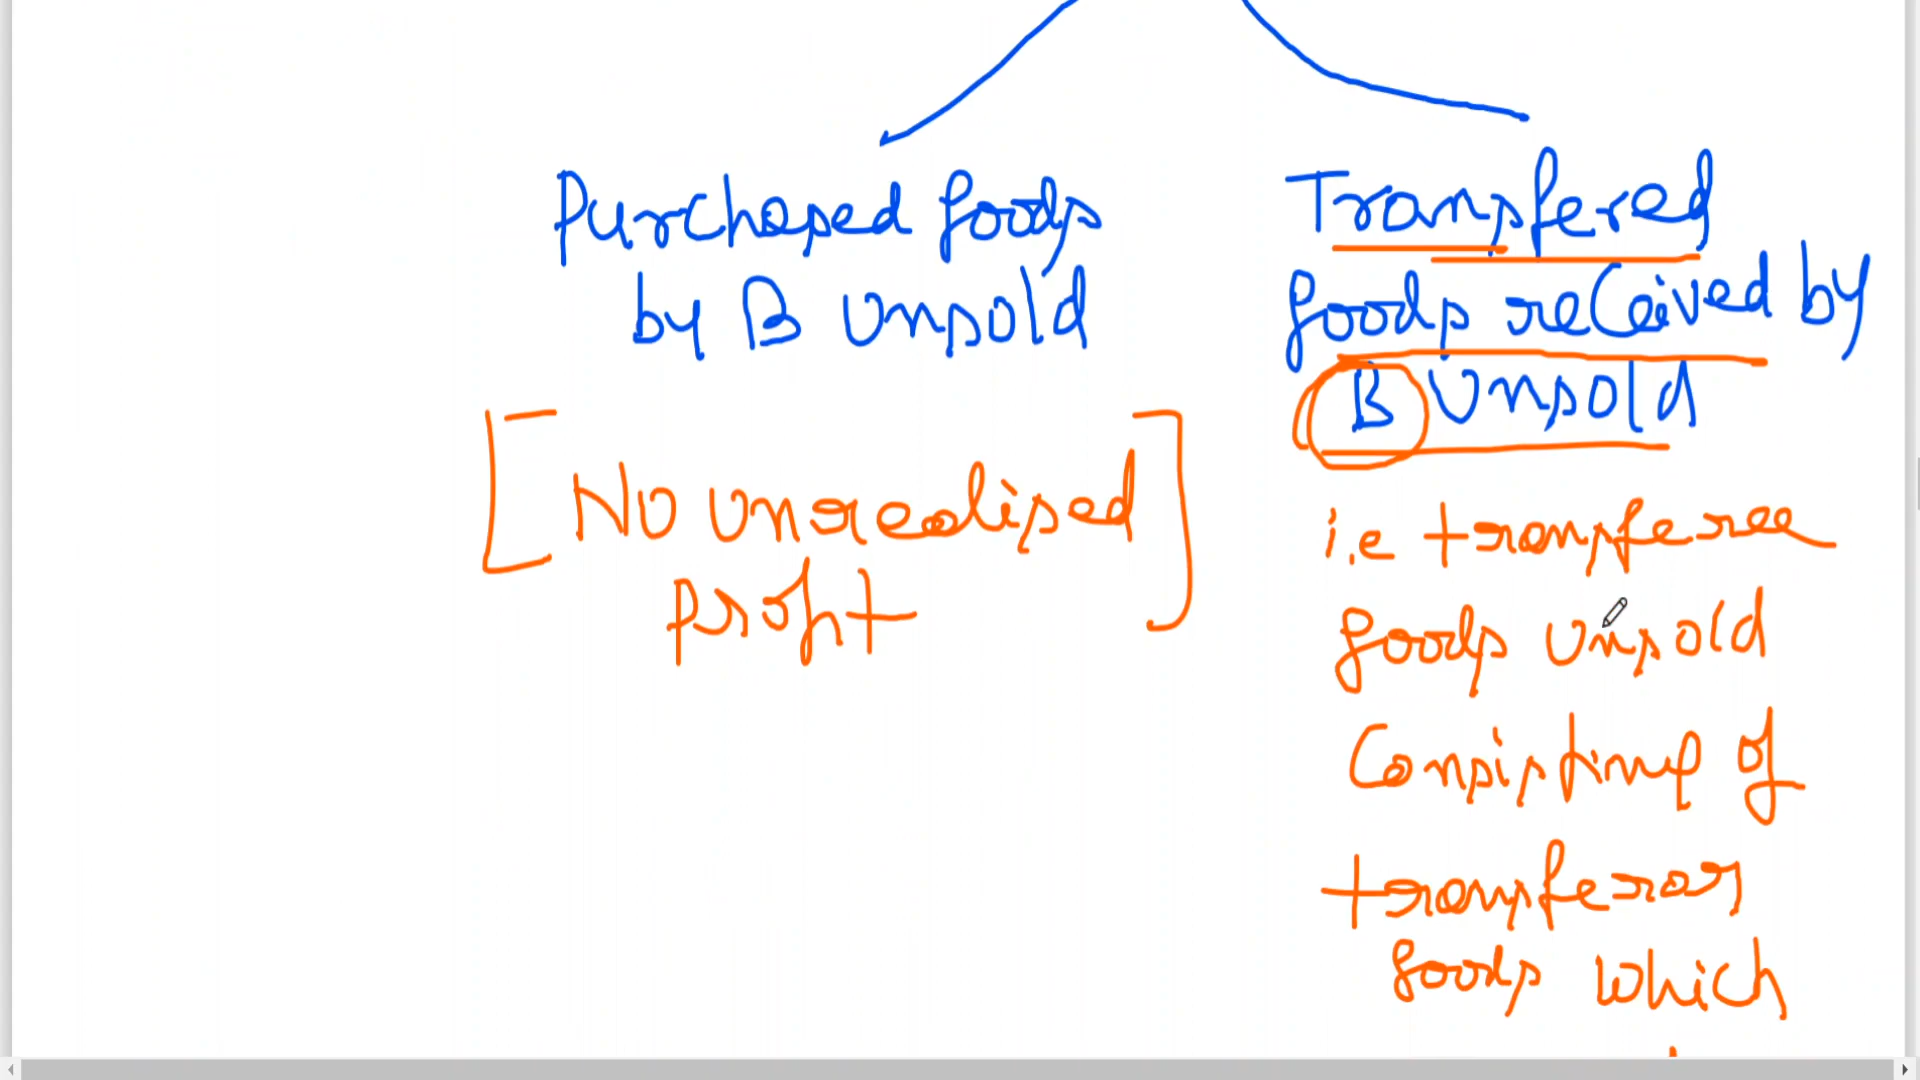 Purchased goods
by B unsold
[No unrealised
profit]
Transfered
goods received by
B unsold
i.e transferee
goods unsold
Consisting of
transferor
goods which